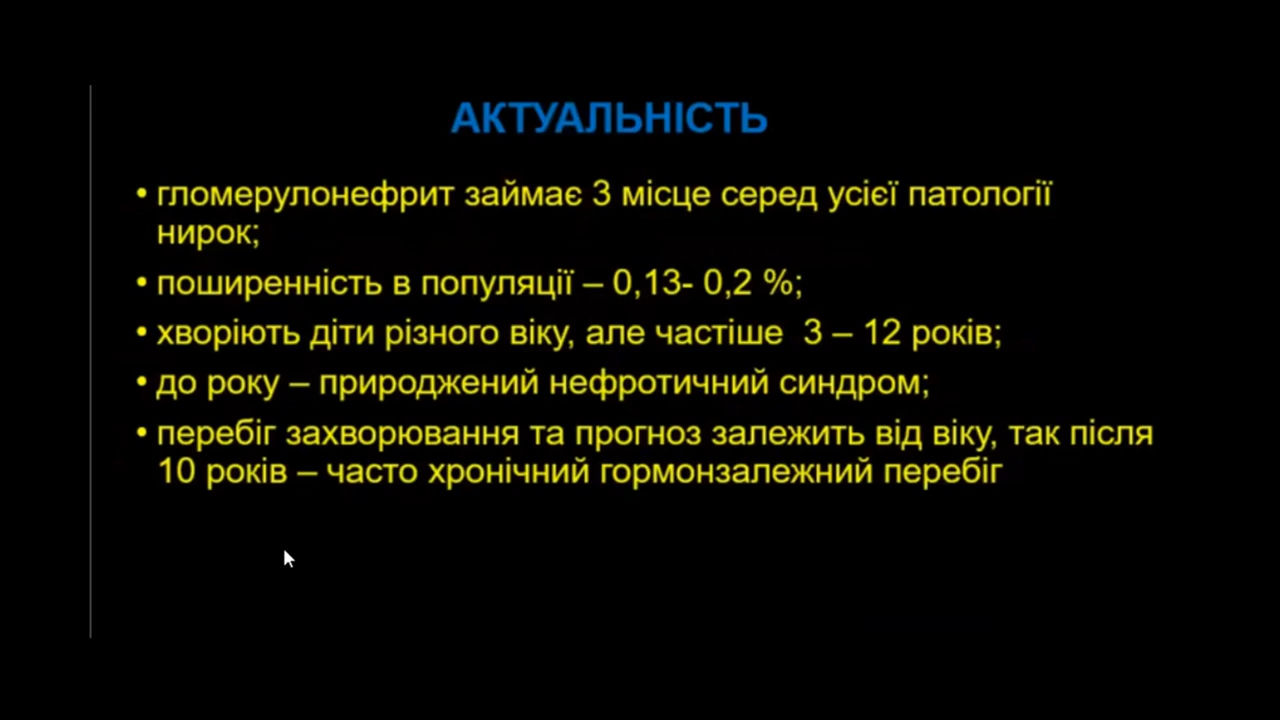 АКТУАЛЬНІСТЬ
• гломерулонефрит займає 3 місце серед усієї патології
нирок;
• поширенність в популяції – 0,13- 0,2 %;
• хворіють діти різного віку, але частіше  3 – 12 років;
• до року – природжений нефротичний синдром;
• перебіг захворювання та прогноз залежить від віку, так після
10 років – часто хронічний гормонзалежний перебіг